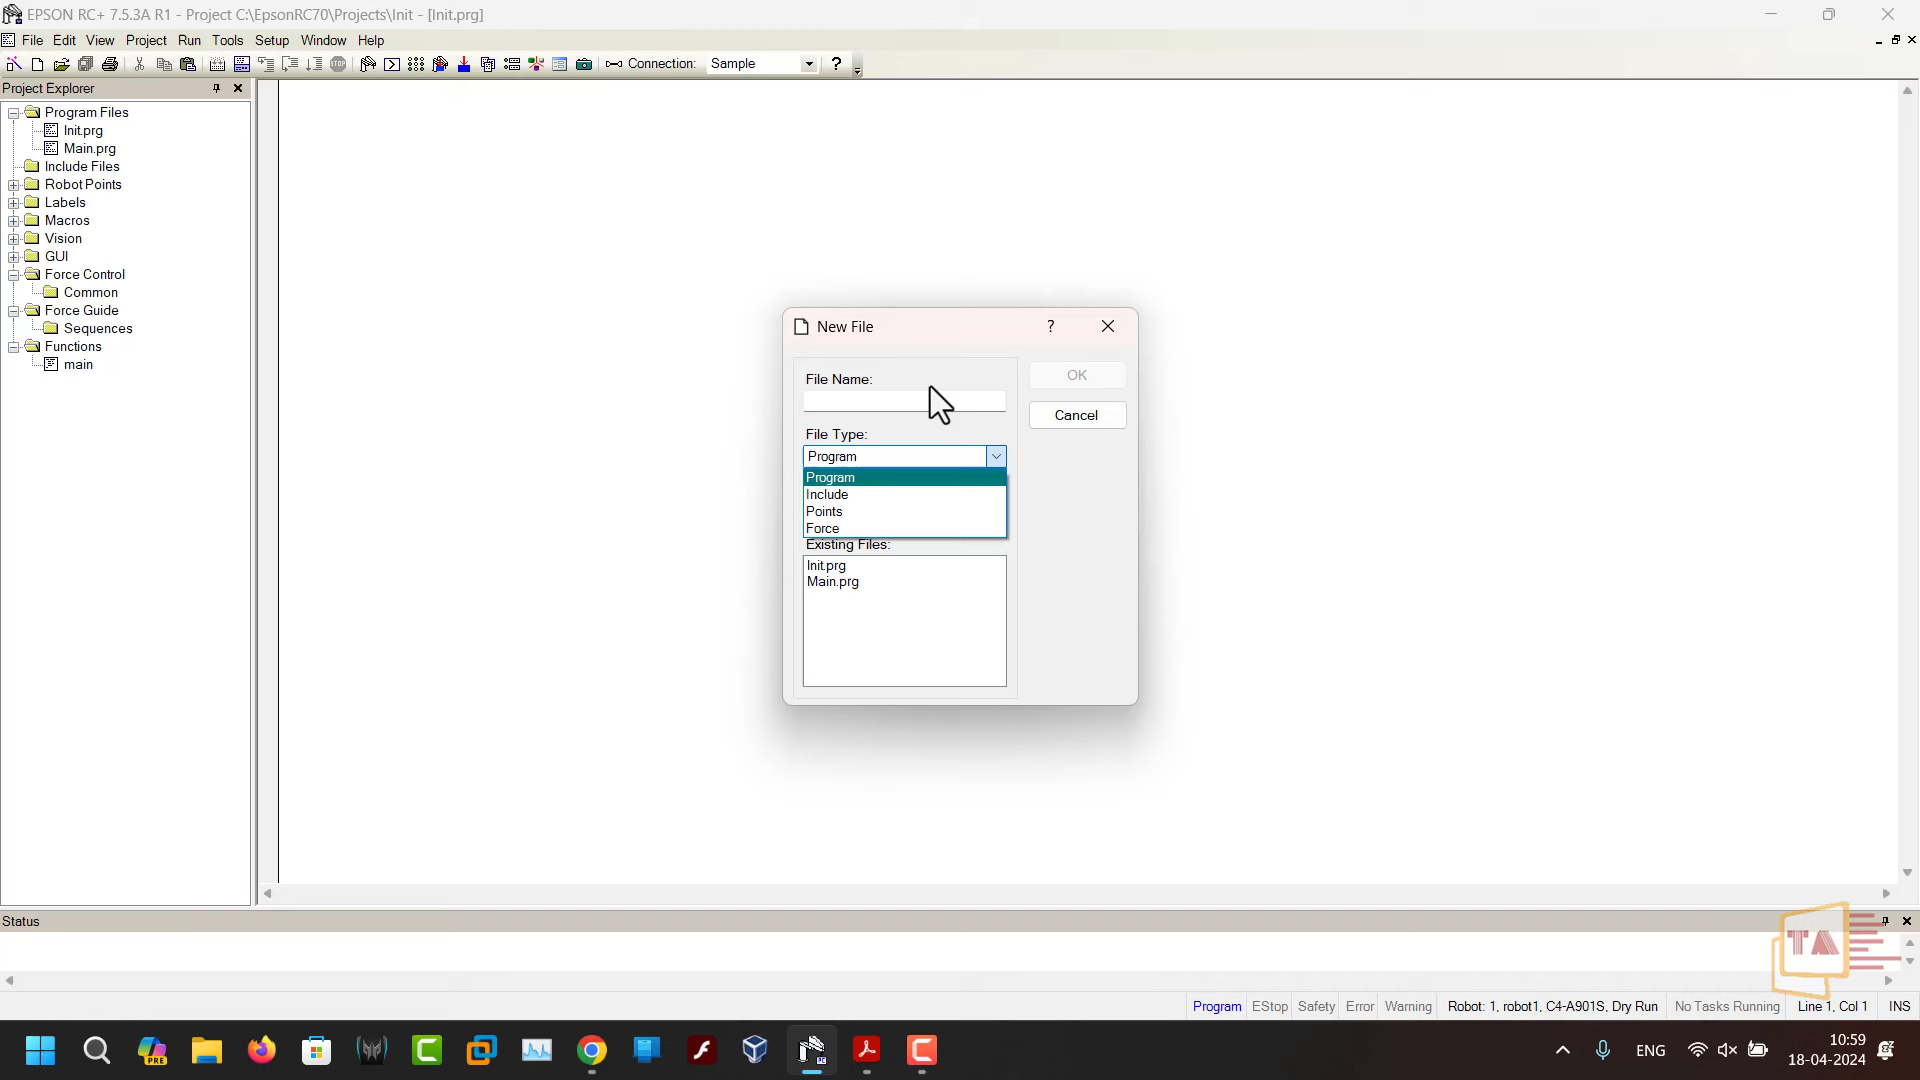 EPSON RC+ 7.5.3A R1 - Project C:\EpsonRC70\Projects\Init - [Init.prg]
File Edit View Project Run Tools Setup Window Help
STOP Connection: Sample ?
Project Explorer
Program Files
Init.prg
Main.prg
Include Files
Robot Points
Labels
Macros
Vision
GUI
Force Control
Common
Force Guide
Sequences
Functions
main
New File ?
File Name:
OK
Cancel
File Type:
Program
Program
Include
Points
Force
Existing Files:
Init.prg
Main.prg
Status
TA
Program EStop Safety Error Warning Robot: 1, robot1, C4-A901S, Dry Run No Tasks Running Line 1, Col 1 INS
PRE
ENG
10:59
18-04-2024